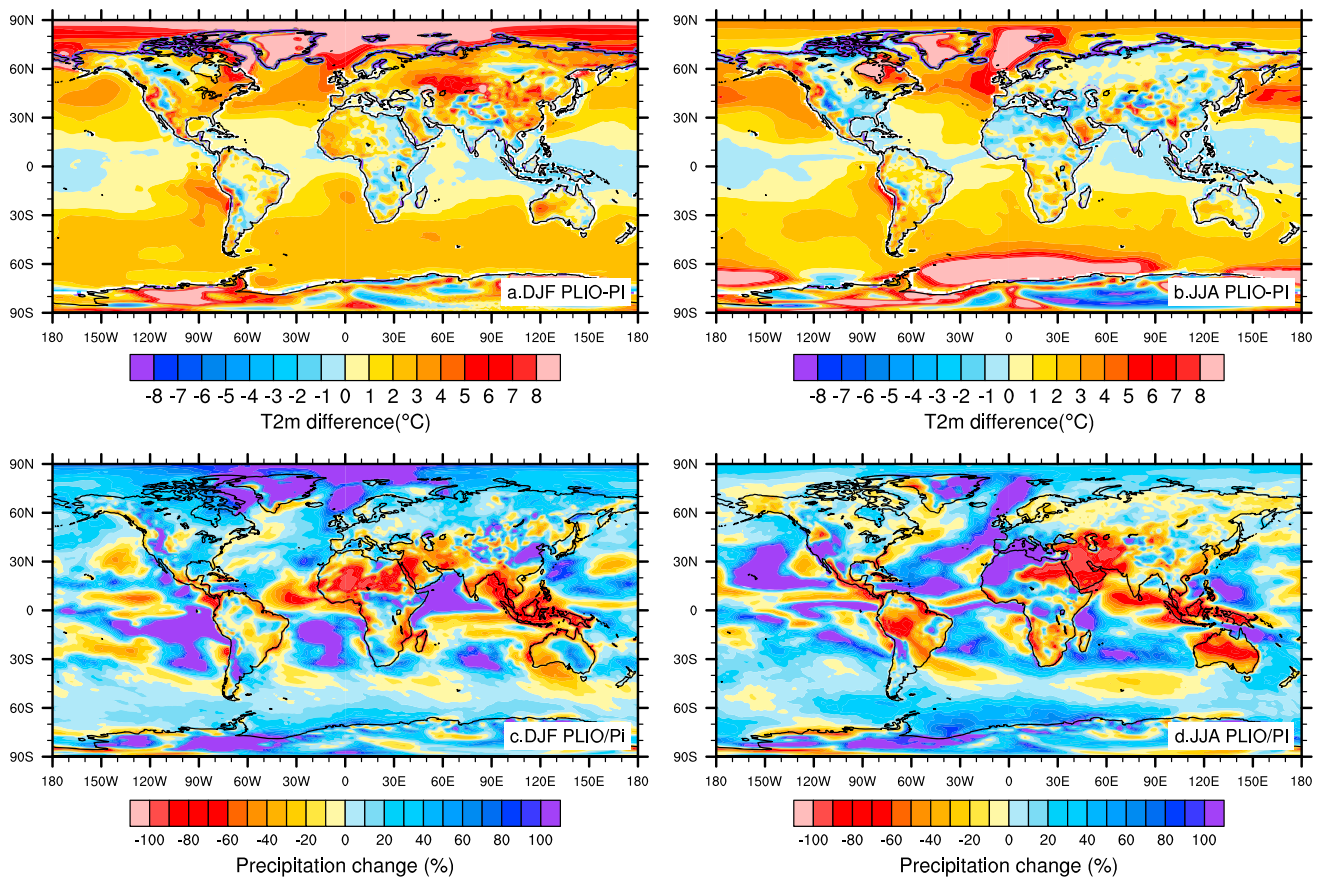 90N
60N
30N
0
30S
60S
90S
a.DJF PLIO-PI
180 150W 120W 90W 60W 30W 0 30E 60E 90E 120E 150E 180
-8 -7 -6 -5 -4 -3 -2 -1 0 1 2 3 4 5 6 7 8
T2m difference(°C)
90N
60N
30N
0
30S
60S
90S
b.JJA PLIO-PI
180 150W 120W 90W 60W 30W 0 30E 60E 90E 120E 150E 180
-8 -7 -6 -5 -4 -3 -2 -1 0 1 2 3 4 5 6 7 8
T2m difference(°C)
90N
60N
30N
0
30S
60S
90S
c.DJF PLIO/Pi
180 150W 120W 90W 60W 30W 0 30E 60E 90E 120E 150E 180
-100 -80 -60 -40 -20 0 20 40 60 80 100
Precipitation change (%)
90N
60N
30N
0
30S
60S
90S
d.JJA PLIO/PI
180 150W 120W 90W 60W 30W 0 30E 60E 90E 120E 150E 180
-100 -80 -60 -40 -20 0 20 40 60 80 100
Precipitation change (%)